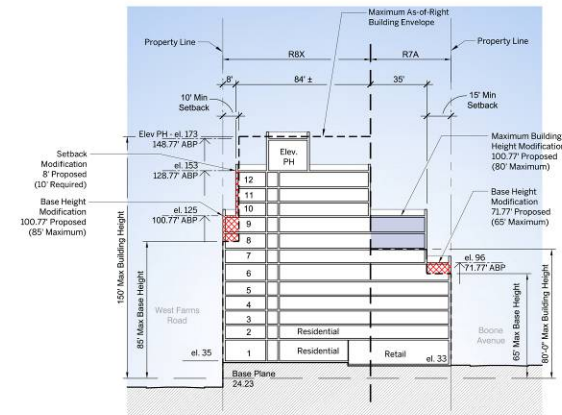 Maximum As-of-Right
Building Envelope
Property Line
R8X
R7A
Property Line
8'
84' ±
35'
10' Min
Setback
15' Min
Setback
Elev PH - el. 173
148.77' ABP
Elev.
PH
Maximum Building
Height Modification
100.77' Proposed
(80' Maximum)
Setback
Modification
8' Proposed
(10' Required)
el. 153
128.77' ABP
12
11
10
Base Height
Modification
100.77' Proposed
(85' Maximum)
el. 125
100.77' ABP
9
8
Base Height
Modification
71.77' Proposed
(65' Maximum)
7
el. 96
71.77' ABP
6
5
4
3
2
Residential
1
Residential
Retail
el. 35
el. 33
150' Max Building Height
85' Max Base Height
West Farms
Road
Boone
Avenue
65' Max Base Height
80'-0" Max Building Height
Base Plane
24.23